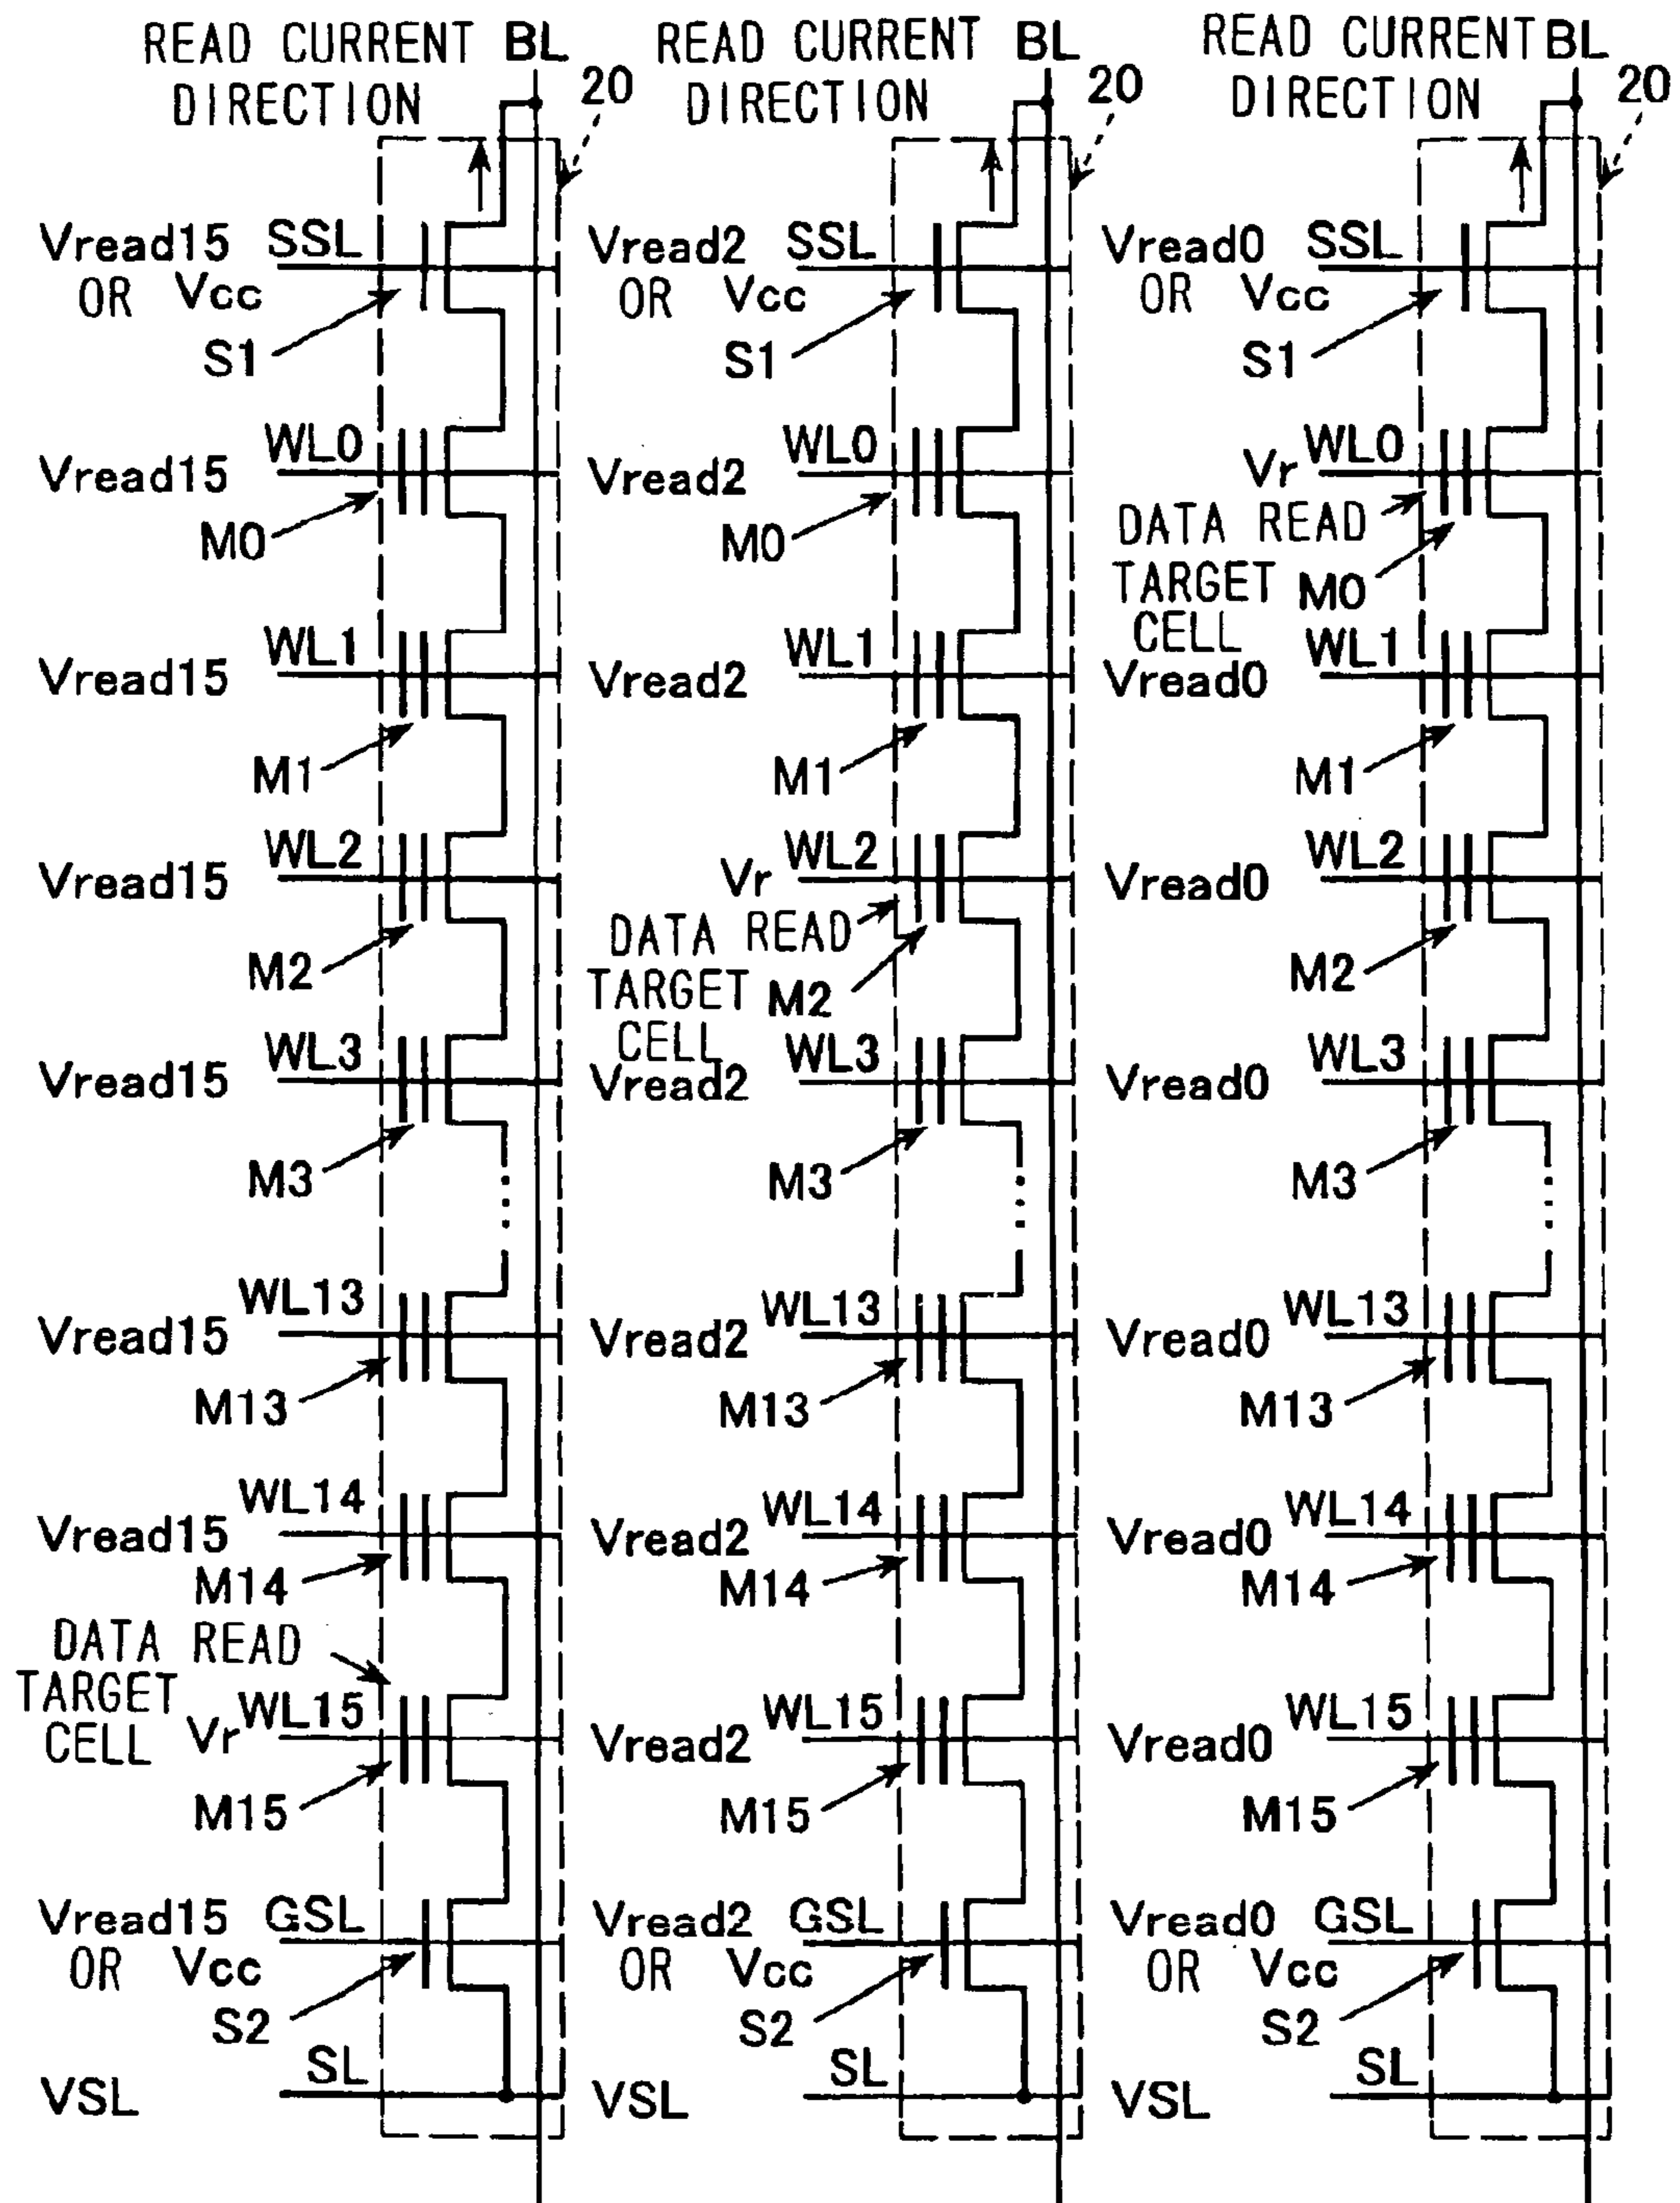 READ CURRENT BL
DIRECTION
20
Vread15 SSL
OR Vcc
S1
Vread15 WL0
M0
Vread15 WL1
M1
Vread15 WL2
M2
Vread15 WL3
M3
Vread15 WL13
M13
Vread15 WL14
M14
DATA READ
TARGET
CELL
Vr WL15
M15
Vread15 GSL
OR Vcc
S2
SL
VSL
READ CURRENT BL
DIRECTION
20
Vread2 SSL
OR Vcc
S1
Vread2 WL0
M0
Vread2 WL1
M1
Vr WL2
DATA READ
TARGET
CELL
M2
Vread2 WL3
M3
Vread2 WL13
M13
Vread2 WL14
M14
Vread2 WL15
M15
Vread2 GSL
OR Vcc
S2
SL
VSL
READ CURRENT BL
DIRECTION
20
Vread0 SSL
OR Vcc
S1
Vr WL0
DATA READ
TARGET
CELL
M0
Vread0 WL1
M1
Vread0 WL2
M2
Vread0 WL3
M3
Vread0 WL13
M13
Vread0 WL14
M14
Vread0 WL15
M15
Vread0 GSL
OR Vcc
S2
SL
VSL